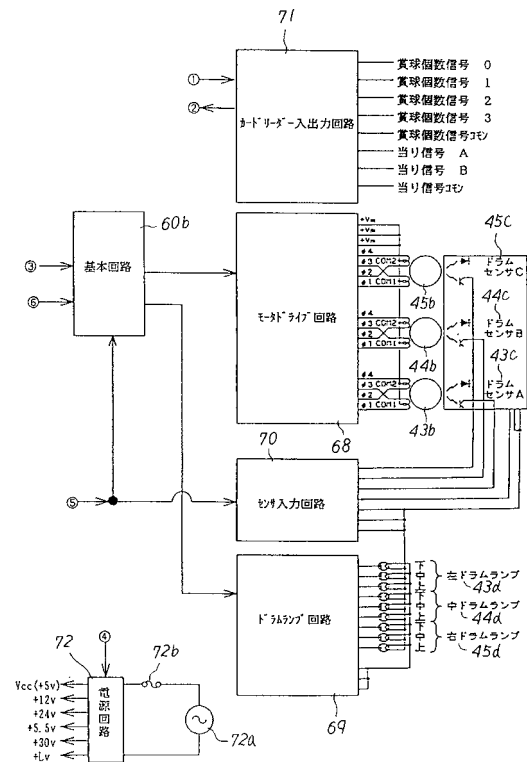 71
①
②
カードリーダー入出力回路
賞球個数信号 0
賞球個数信号 1
賞球個数信号 2
賞球個数信号 3
賞球個数信号コモン
当り信号 A
当り信号 B
当り信号コモン
60b
③
⑥
基本回路
モータドライブ回路
68
+Vm
+Vm
+Vm
φ4
φ3 COM2
φ2
φ1 COM1
45b
φ4
φ3 COM2
φ2
φ1 COM1
44b
φ4
φ3 COM2
φ2
φ1 COM1
43b
45C
ドラム
センサC
44C
ドラム
センサB
43C
ドラム
センサA
70
⑤
センサ入力回路
ドラムランプ回路
69
下
中
上
左ドラムランプ
43d
下
中
上
中ドラムランプ
44d
下
中
上
右ドラムランプ
45d
④
72
72b
電源回路
72a
Vcc(+5v)
+12v
+24v
+5.5v
+30v
+Lv